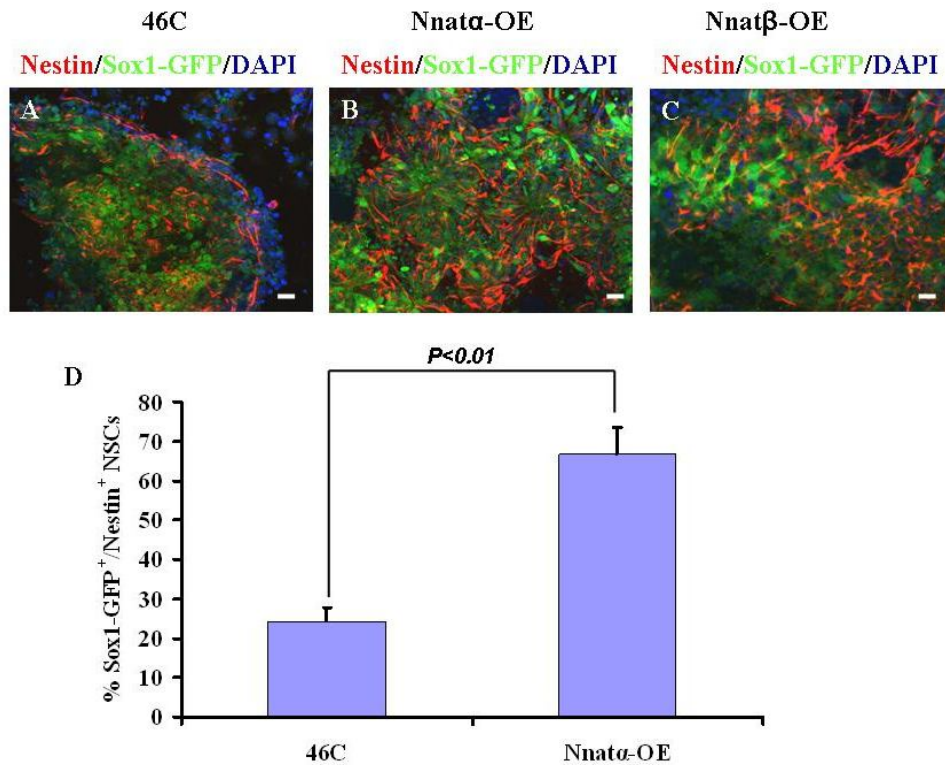 46C Nnatα-OE Nnatβ-OE
Nestin/Sox1-GFP/DAPI Nestin/Sox1-GFP/DAPI Nestin/Sox1-GFP/DAPI
A B C
D
P<0.01
% Sox1-GFP⁺/Nestin⁺ NSCs
80
70
60
50
40
30
20
10
0
46C Nnatα-OE